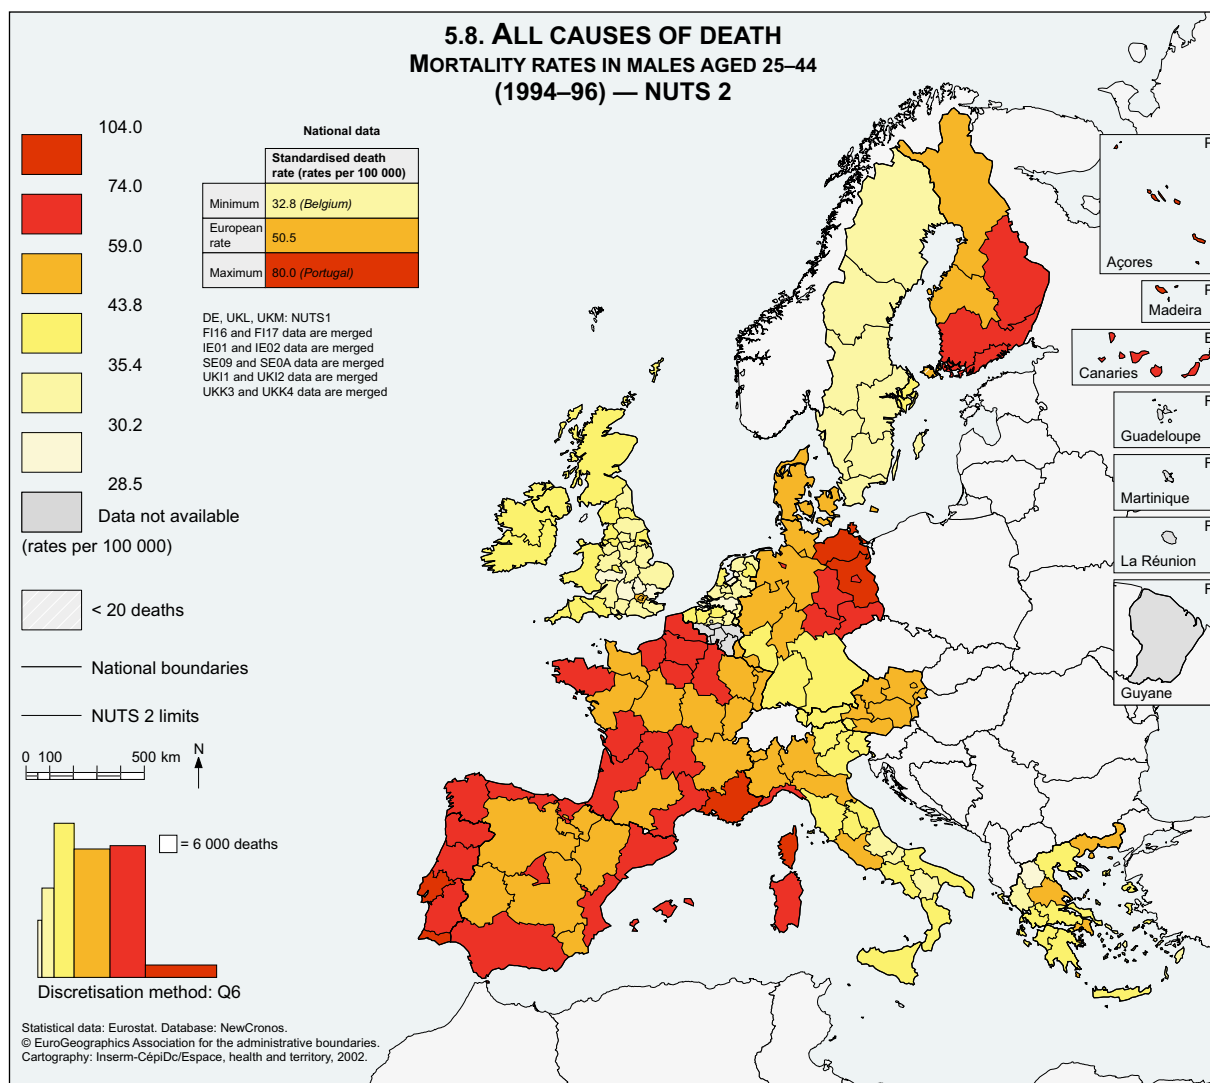 5.8. ALL CAUSES OF DEATH
MORTALITY RATES IN MALES AGED 25–44
(1994–96) — NUTS 2
104.0
74.0
59.0
43.8
35.4
30.2
28.5
Data not available
(rates per 100 000)
< 20 deaths
National boundaries
NUTS 2 limits
0 100 500 km N
National data
Standardised death
rate (rates per 100 000)
Minimum 32.8 (Belgium)
European
rate
50.5
Maximum 80.0 (Portugal)
DE, UKL, UKM: NUTS1
FI16 and FI17 data are merged
IE01 and IE02 data are merged
SE09 and SE0A data are merged
UKI1 and UKI2 data are merged
UKK3 and UKK4 data are merged
Açores
Madeira
Canaries
Guadeloupe
Martinique
La Réunion
Guyane
= 6 000 deaths
Discretisation method: Q6
Statistical data: Eurostat. Database: NewCronos.
© EuroGeographics Association for the administrative boundaries.
Cartography: Inserm-CépiDc/Espace, health and territory, 2002.